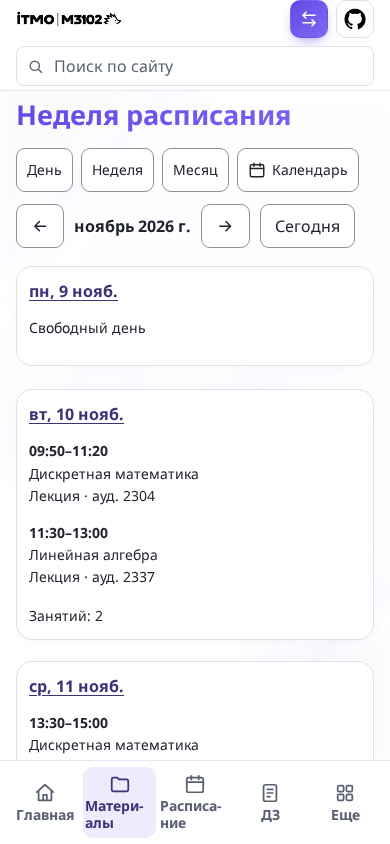 iTMO | M3102
Поиск по сайту
Неделя расписания
День Неделя Месяц Календарь
← ноябрь 2026 г. → Сегодня
пн, 9 нояб.
Свободный день
вт, 10 нояб.
09:50–11:20
Дискретная математика
Лекция · ауд. 2304
11:30–13:00
Линейная алгебра
Лекция · ауд. 2337
Занятий: 2
ср, 11 нояб.
13:30–15:00
Дискретная математика
Главная
Матери-
алы
Расписа-
ние
ДЗ
Еще